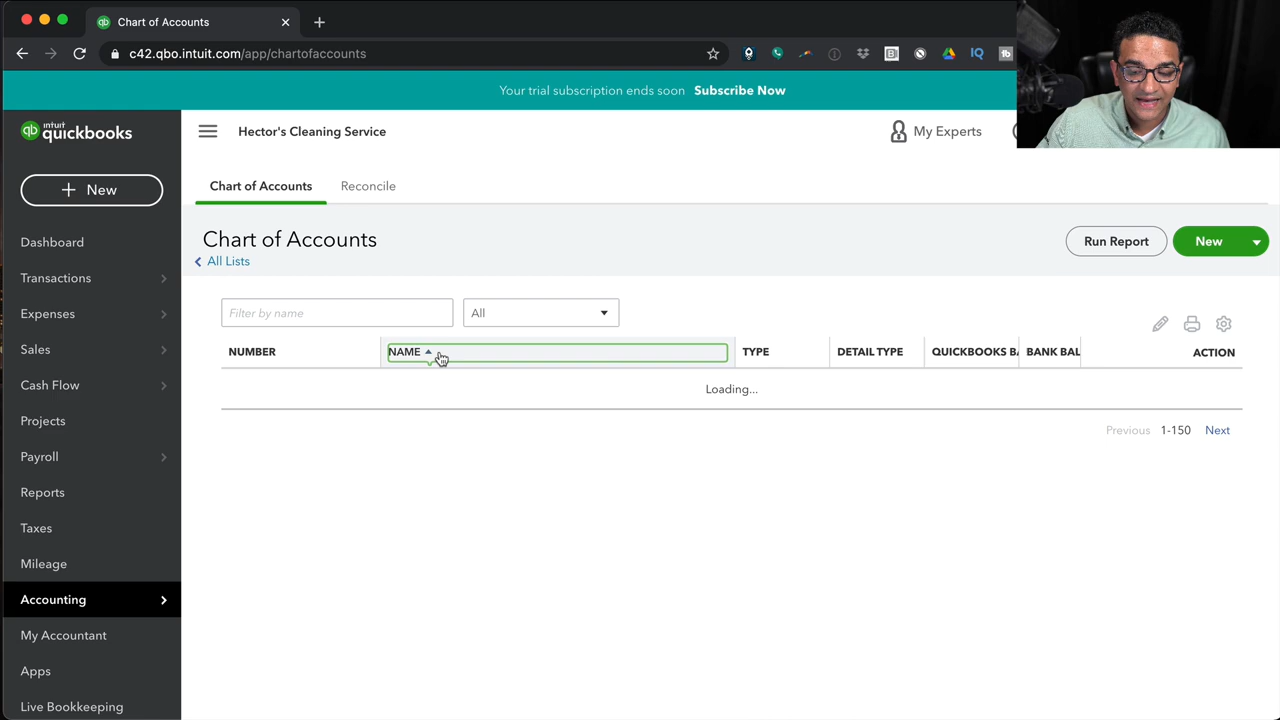 Chart of Accounts
c42.qbo.intuit.com/app/chartofaccounts
Your trial subscription ends soon Subscribe Now
intuit quickbooks
Hector's Cleaning Service
My Experts
+ New
Chart of Accounts
Reconcile
Chart of Accounts
All Lists
Run Report
New
Filter by name
All
NUMBER
NAME
TYPE
DETAIL TYPE
QUICKBOOKS BA
BANK BAL
ACTION
Loading...
Previous 1-150 Next
Dashboard
Transactions
Expenses
Sales
Cash Flow
Projects
Payroll
Reports
Taxes
Mileage
Accounting
My Accountant
Apps
Live Bookkeeping